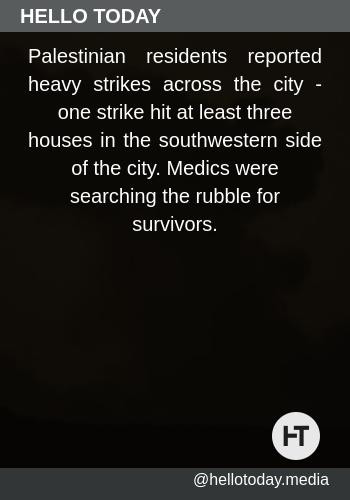 HELLO TODAY
Palestinian residents reported
heavy strikes across the city -
one strike hit at least three
houses in the southwestern side
of the city. Medics were
searching the rubble for
survivors.
HT
@hellotoday.media